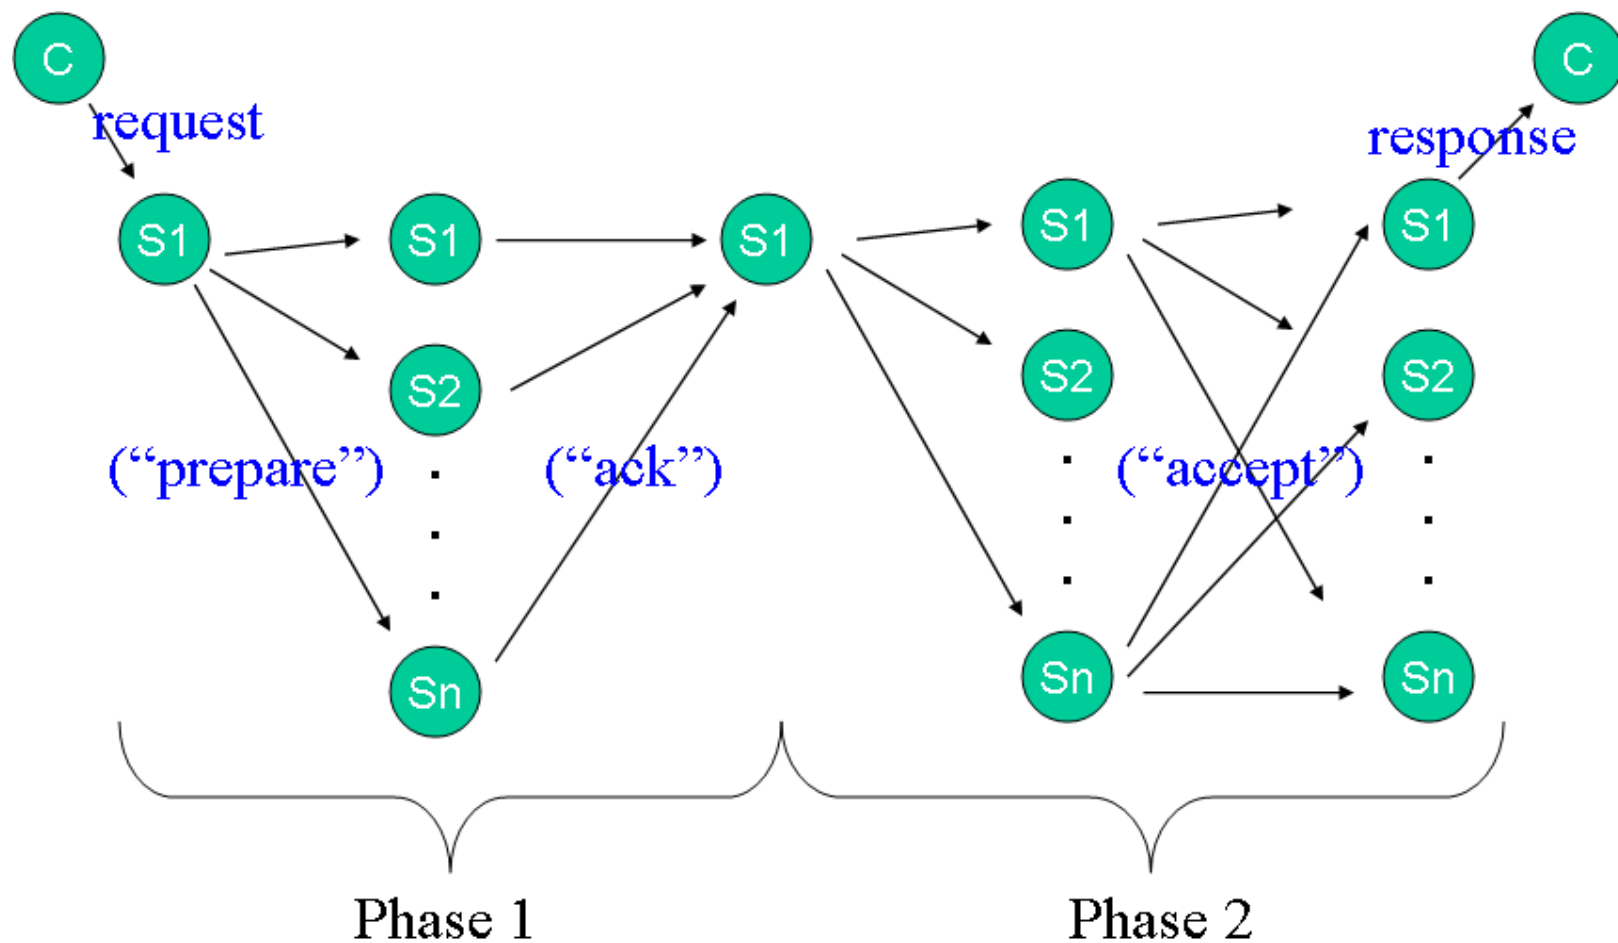 C
C
request
response
S1
S1
S1
S1
S1
S2
S2
S2
(“prepare”)
(“ack”)
(“accept”)
Sn
Sn
Sn
Phase 1
Phase 2